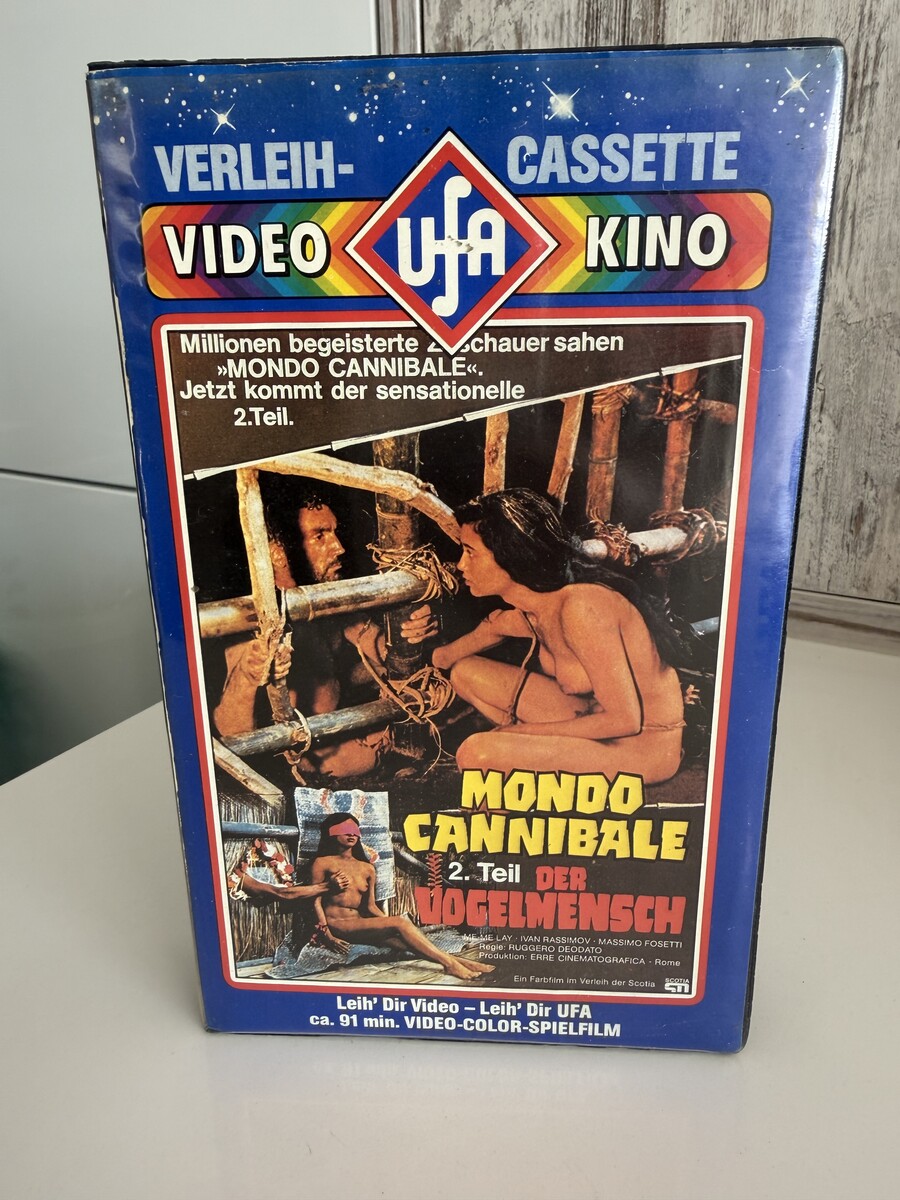 VERLEIH- CASSETTE
VIDEO UFA KINO
Millionen begeisterte schauer sahen
»MONDO CANNIBALE«.
Jetzt kommt der sensationelle
2.Teil.
MONDO
CANNIBALE
2. Teil DER
VOGELMENSCH
ME ME LAY · IVAN RASSIMOV · MASSIMO FOSETTI
Regie: RUGGERO DEODATO
Produktion: ERRE CINEMATOGRAFICA · Rome
Ein Farbfilm im Verleih der Scotia
SCOTIA
Leih' Dir Video – Leih' Dir UFA
ca. 91 min. VIDEO-COLOR-SPIELFILM